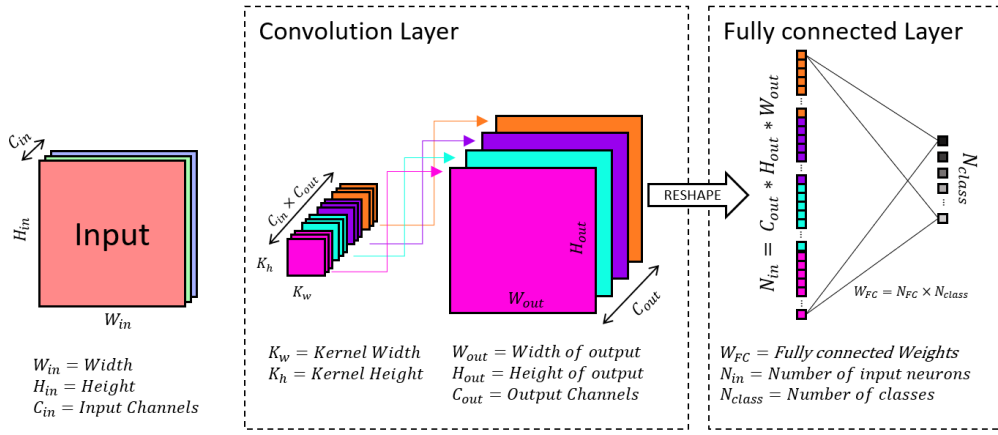 Convolution Layer
Fully connected Layer
C_in
H_in
Input
W_in
C_in × C_out
K_h
K_w
H_out
W_out
C_out
RESHAPE
N_in = C_out * H_out * W_out
N_class
W_FC = N_FC × N_class
W_in = Width
H_in = Height
C_in = Input Channels
K_w = Kernel Width
K_h = Kernel Height
W_out = Width of output
H_out = Height of output
C_out = Output Channels
W_FC = Fully connected Weights
N_in = Number of input neurons
N_class = Number of classes